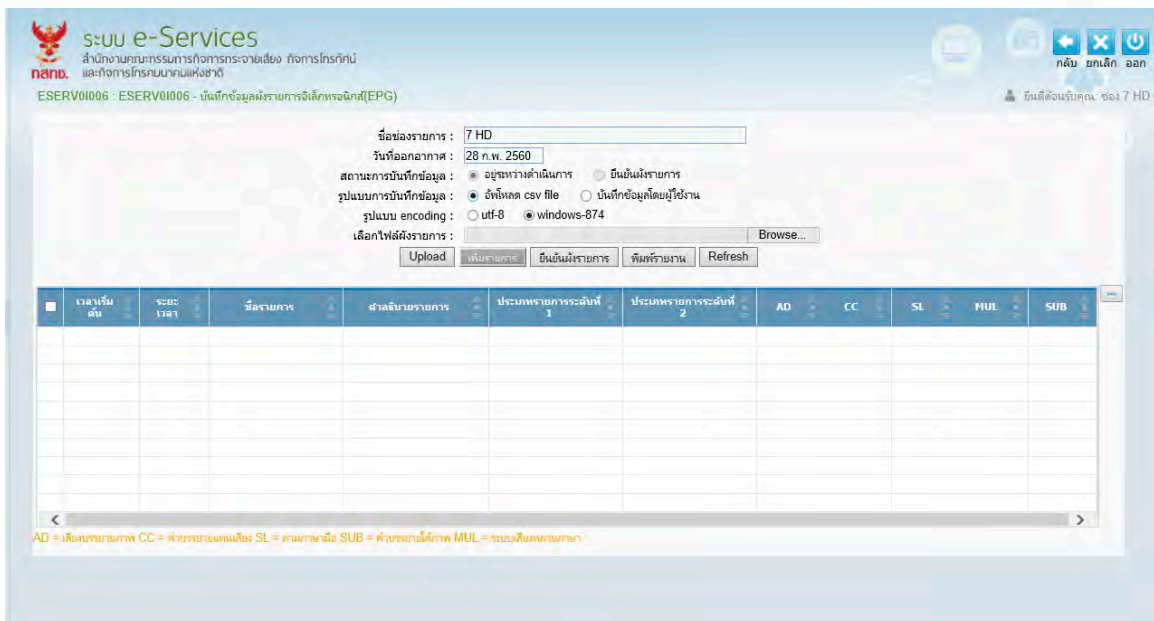 ระบบ e-Services
สำนักงานคณะกรรมการกิจการกระจายเสียง กิจการโทรทัศน์
และกิจการโทรคมนาคมแห่งชาติ
กสทช.
กลับ ยกเลิก ออก
ESERV0I006 : ESERV0I006 - บันทึกข้อมูลผังรายการอิเล็กทรอนิกส์(EPG)
ยินดีต้อนรับคุณ: ช่อง 7 HD
ชื่อช่องรายการ : 7 HD
วันที่ออกอากาศ : 28 ก.พ. 2560
สถานะการบันทึกข้อมูล : อยู่ระหว่างดำเนินการ ยืนยันผังรายการ
รูปแบบการบันทึกข้อมูล : อัพโหลด csv file บันทึกข้อมูลโดยผู้ใช้งาน
รูปแบบ encoding : utf-8 windows-874
เลือกไฟล์ผังรายการ : Browse...
Upload เพิ่มรายการ ยืนยันผังรายการ พิมพ์รายงาน Refresh
เวลาเริ่มต้น ระยะเวลา ชื่อรายการ คำอธิบายรายการ ประเภทรายการระดับที่ 1 ประเภทรายการระดับที่ 2 AD CC SL MUL SUB
AD = เสียงบรรยายภาพ CC = คำบรรยายแทนเสียง SL = ล่ามภาษามือ SUB = คำบรรยายใต้ภาพ MUL = ระบบเสียงหลายภาษา